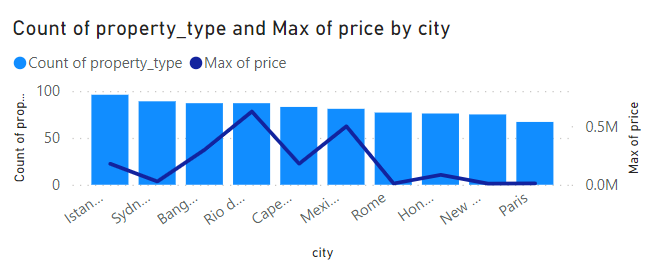 Count of property_type and Max of price by city
Count of property_type Max of price
100
50
0
Count of prop...
0.5M
0.0M
Max of price
Istan...
Sydn...
Bang...
Rio d...
Cape...
Mexi...
Rome
Hon...
New ...
Paris
city